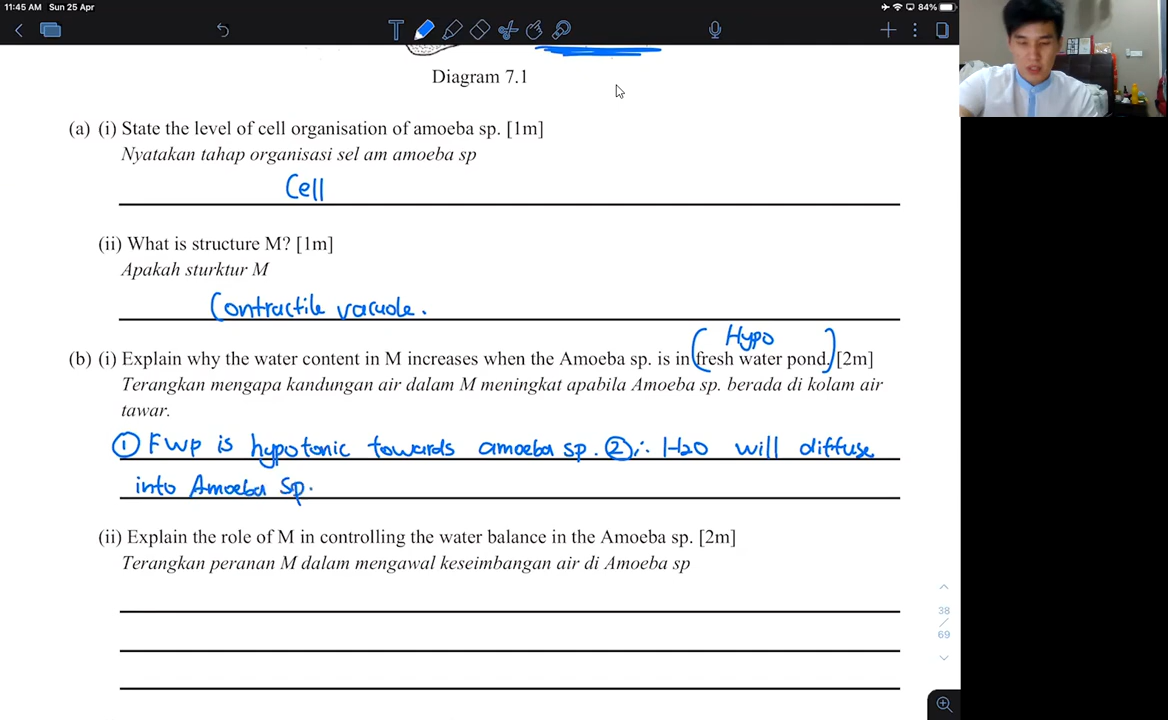 11:45 AM Sun 25 Apr
84%
Diagram 7.1
(a) (i) State the level of cell organisation of amoeba sp. [1m]
Nyatakan tahap organisasi sel am amoeba sp
Cell
(ii) What is structure M? [1m]
Apakah sturktur M
Contractile vacuole.
Hypo
(b) (i) Explain why the water content in M increases when the Amoeba sp. is in (fresh water pond.) [2m]
Terangkan mengapa kandungan air dalam M meningkat apabila Amoeba sp. berada di kolam air
tawar.
① FWP is hypotonic towards amoeba sp. ② ∴ H2O will diffuse
into Amoeba sp.
(ii) Explain the role of M in controlling the water balance in the Amoeba sp. [2m]
Terangkan peranan M dalam mengawal keseimbangan air di Amoeba sp
38
/
69